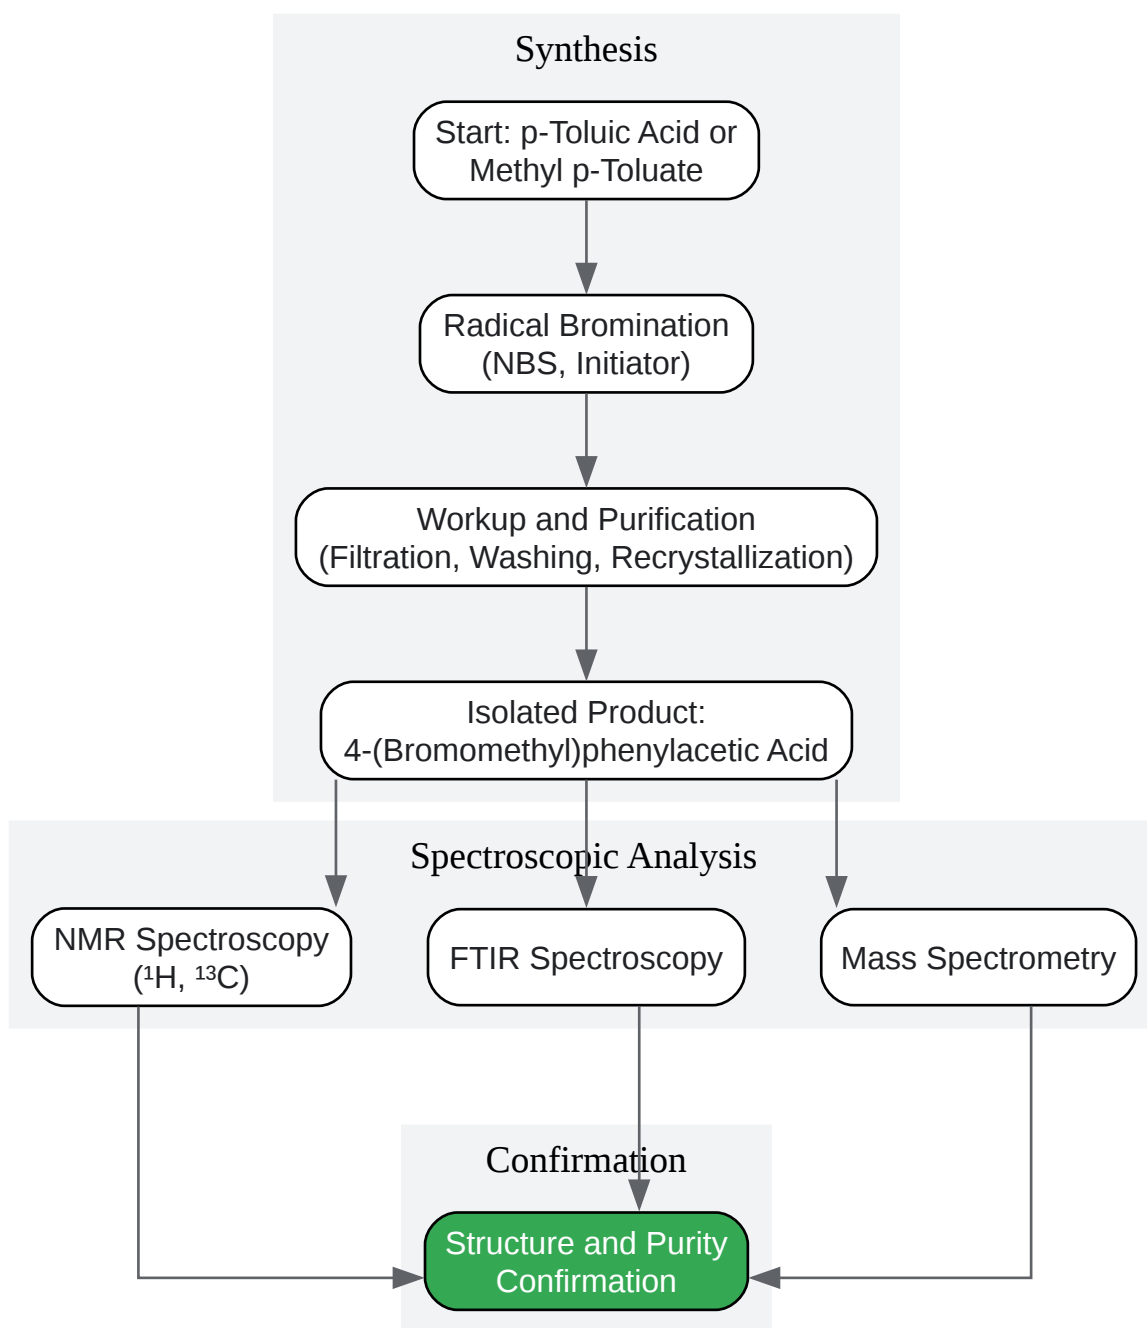 Synthesis
Start: p-Toluic Acid or
Methyl p-Toluate
Radical Bromination
(NBS, Initiator)
Workup and Purification
(Filtration, Washing, Recrystallization)
Isolated Product:
4-(Bromomethyl)phenylacetic Acid
Spectroscopic Analysis
NMR Spectroscopy
(¹H, ¹³C)
FTIR Spectroscopy
Mass Spectrometry
Confirmation
Structure and Purity
Confirmation